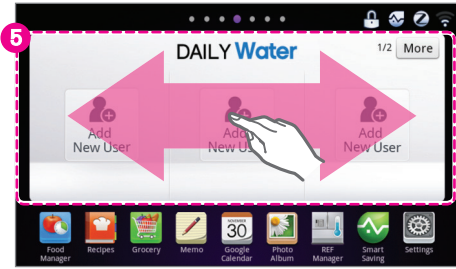 5
DAILY Water
1/2 More
Add
New User
Add
New User
Add
New User
NOVEMBER
30
Food
Manager
Recipes
Grocery
Memo
Google
Calendar
Photo
Album
REF
Manager
Smart
Saving
Settings